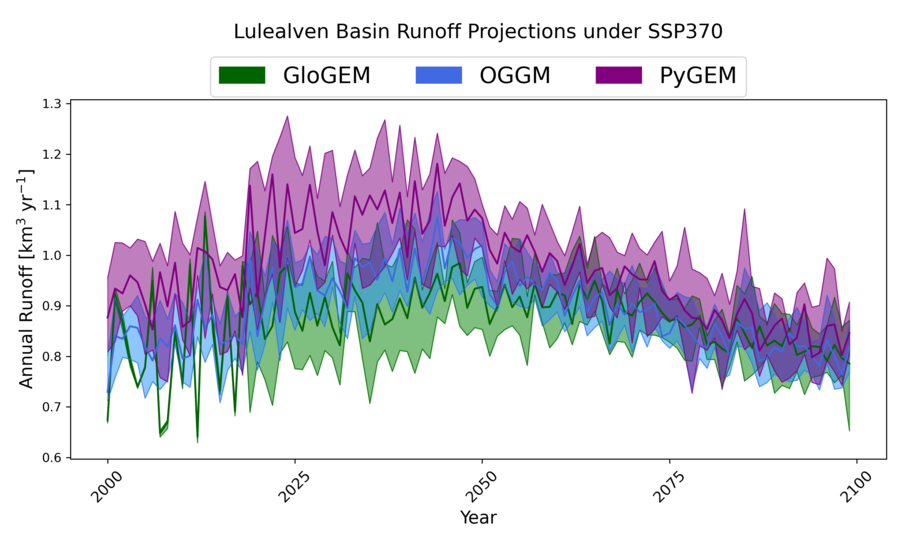 Lulealven Basin Runoff Projections under SSP370
GloGEM OGGM PyGEM
1.3
1.2
1.1
1.0
0.9
0.8
0.7
0.6
Annual Runoff [km³ yr⁻¹]
2000 2025 2050 2075 2100
Year